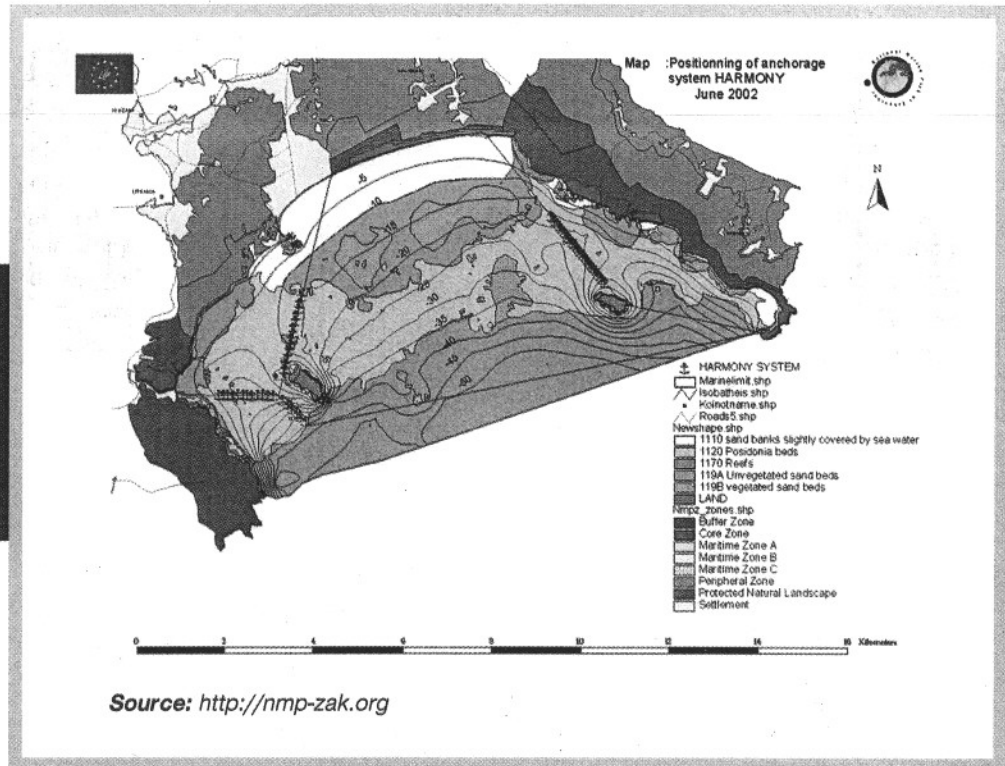 Map :Positionning of anchorage
system HARMONY
June 2002
N
HARMONY SYSTEM
Marinelimit.shp
Isobatheis.shp
Koinotname.shp
Roads5.shp
Newshape.shp
1110 sand banks slightly covered by sea water
1120 Posidonia beds
1170 Reefs
119A Unvegetated sand beds
119B vegetated sand beds
LAND
Nmpz_zones.shp
Buffer Zone
Core Zone
Maritime Zone A
Maritime Zone B
Maritime Zone C
Peripheral Zone
Protected Natural Landscape
Settlement
0 2 4 6 8 10 12 14 16 Kilometers
Source: http://nmp-zak.org